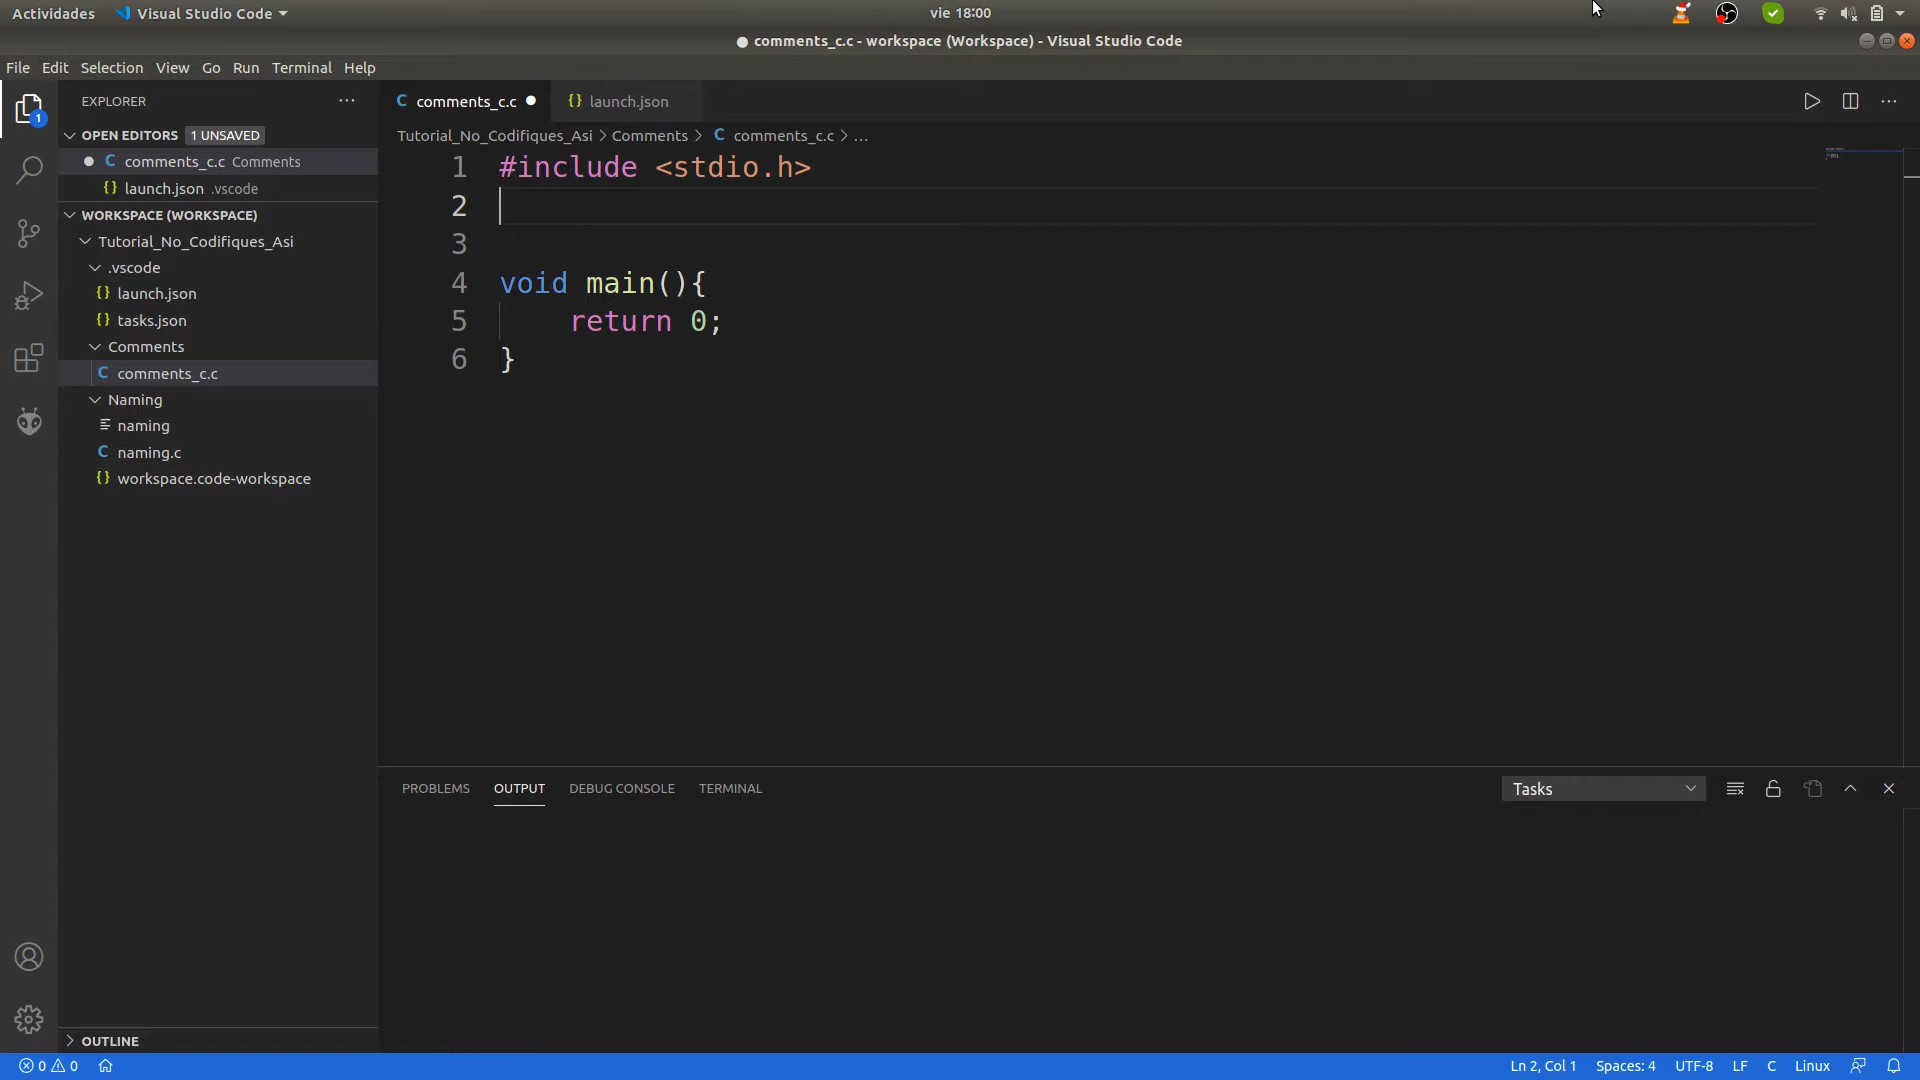 Actividades Visual Studio Code vie 18:00
● comments_c.c - workspace (Workspace) - Visual Studio Code
File Edit Selection View Go Run Terminal Help
EXPLORER
OPEN EDITORS 1 UNSAVED
comments_c.c Comments
launch.json .vscode
WORKSPACE (WORKSPACE)
Tutorial_No_Codifiques_Asi
.vscode
launch.json
tasks.json
Comments
comments_c.c
Naming
naming
naming.c
workspace.code-workspace
OUTLINE
1
comments_c.c launch.json
Tutorial_No_Codifiques_Asi > Comments > C comments_c.c > ...
1 #include <stdio.h>
2
3
4 void main(){
5 return 0;
6 }
PROBLEMS OUTPUT DEBUG CONSOLE TERMINAL Tasks
0 0 Ln 2, Col 1 Spaces: 4 UTF-8 LF C Linux